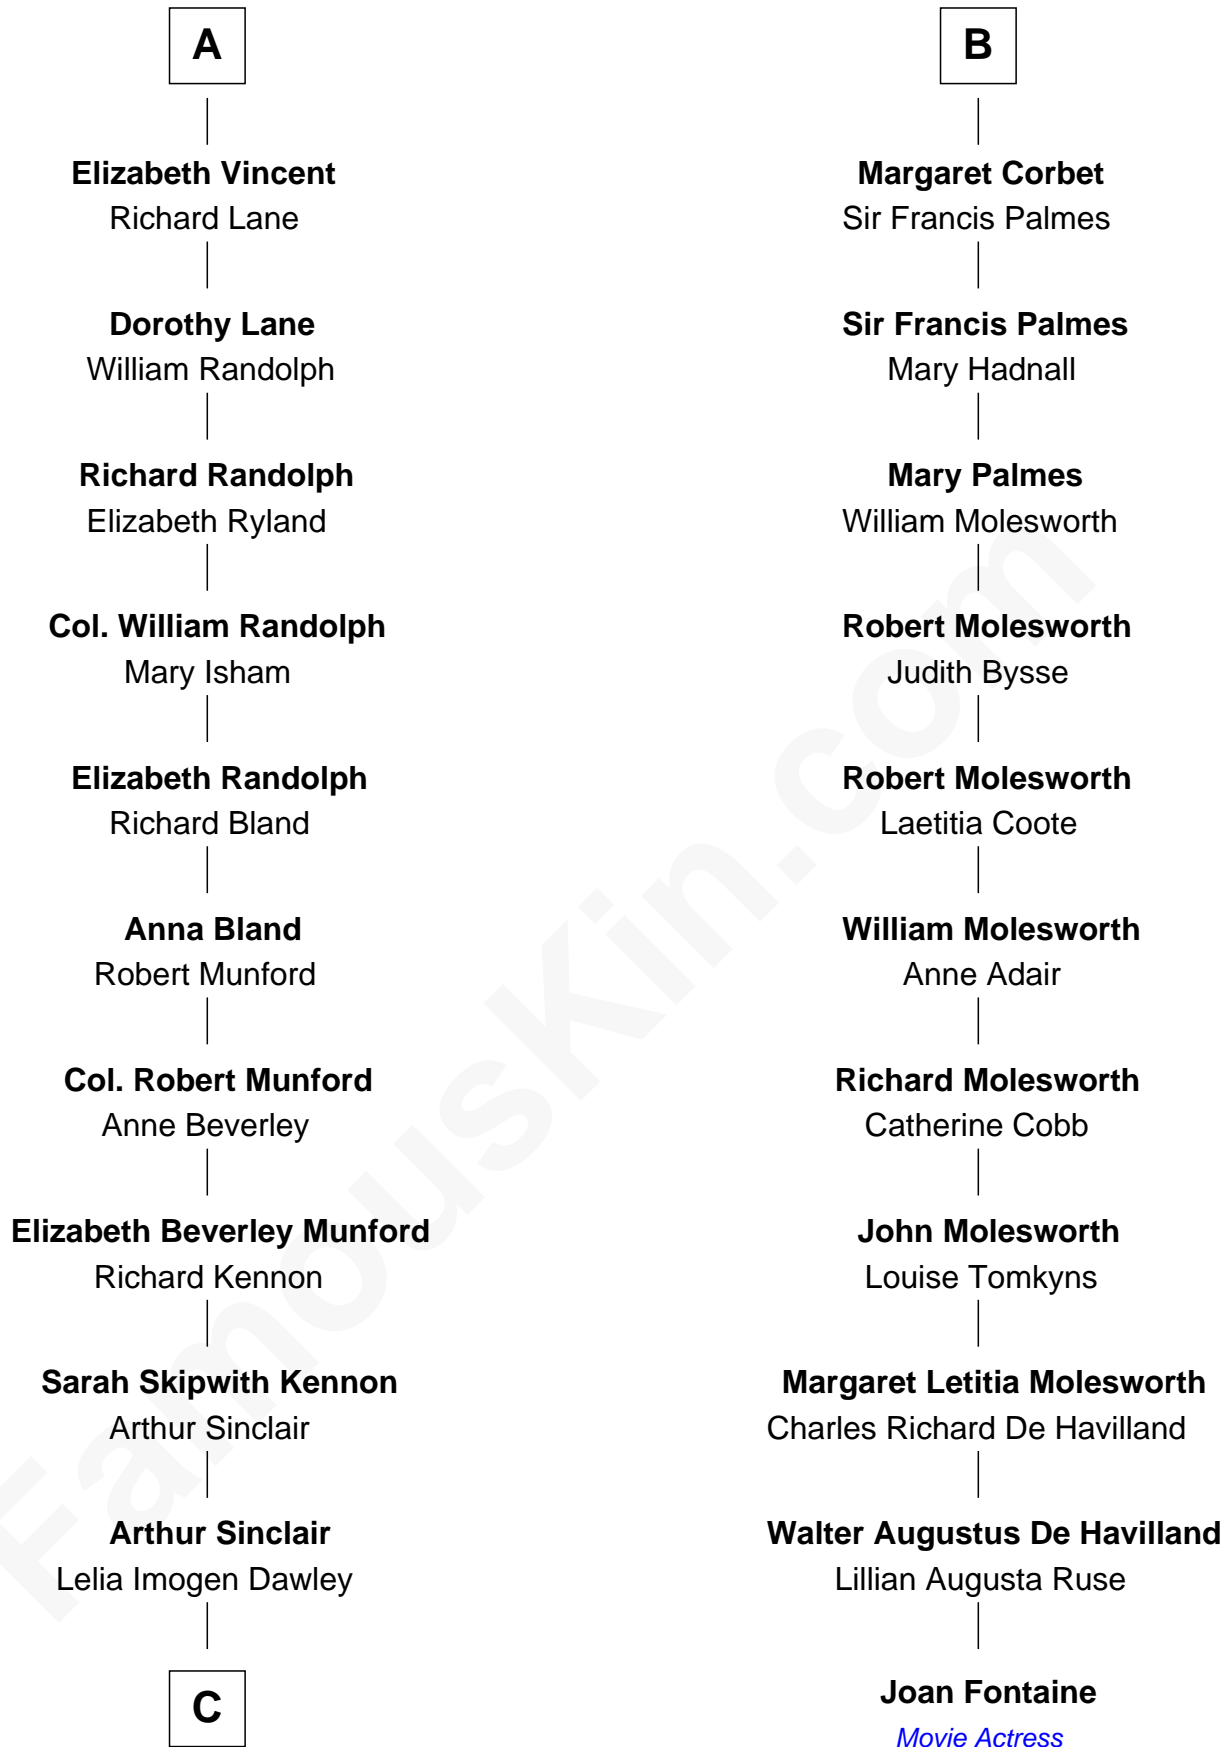 A
Elizabeth Vincent
Richard Lane
Dorothy Lane
William Randolph
Richard Randolph
Elizabeth Ryland
Col. William Randolph
Mary Isham
Elizabeth Randolph
Richard Bland
Anna Bland
Robert Munford
Col. Robert Munford
Anne Beverley
Elizabeth Beverley Munford
Richard Kennon
Sarah Skipwith Kennon
Arthur Sinclair
Arthur Sinclair
Lelia Imogen Dawley
C
B
Margaret Corbet
Sir Francis Palmes
Sir Francis Palmes
Mary Hadnall
Mary Palmes
William Molesworth
Robert Molesworth
Judith Bysse
Robert Molesworth
Laetitia Coote
William Molesworth
Anne Adair
Richard Molesworth
Catherine Cobb
John Molesworth
Louise Tomkyns
Margaret Letitia Molesworth
Charles Richard De Havilland
Walter Augustus De Havilland
Lillian Augusta Ruse
Joan Fontaine
Movie Actress
FamousKin.com